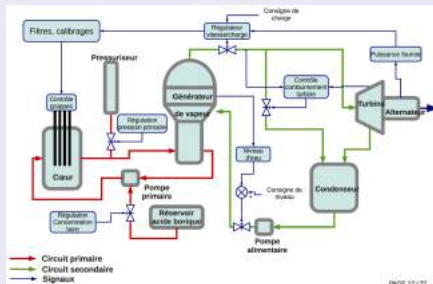 Consigne de
charge
Filtres, calibrages
Régulateur
vitesse/charge
Puissance fournie
Pressuriseur
Contrôle
grappes
Générateur
de vapeur
Contrôle
contournement
turbine
Turbine
Alternateur
Régulation
pression primaire
Niveau
d'eau
Cœur
Pompe
primaire
Consigne de
niveau
Condenseur
Régulation
Concentration
Réservoir
acide borique
Pompe
alimentaire
Circuit primaire
Circuit secondaire
Signaux